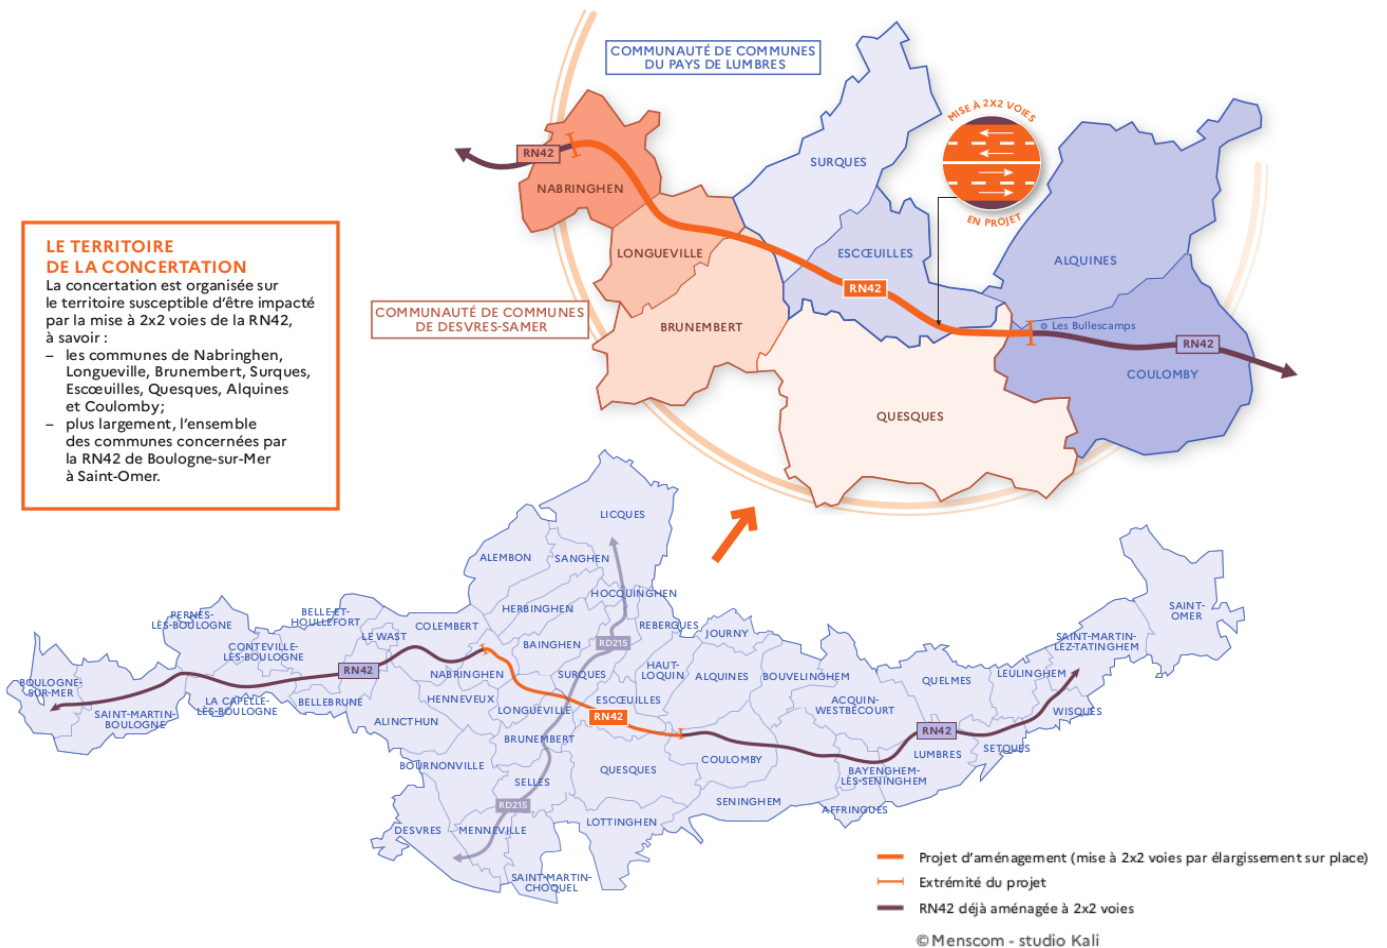 COMMUNAUTÉ DE COMMUNES
DU PAYS DE LUMBRES
MISE À 2X2 VOIES
EN PROJET
RN42
NABRINGHEN
SURQUES
LONGUEVILLE
ESCŒUILLES
ALQUINES
RN42
BRUNEMBERT
Les Bullescamps
RN42
COULOMBY
QUESQUES
COMMUNAUTÉ DE COMMUNES
DE DESVRES-SAMER
LE TERRITOIRE
DE LA CONCERTATION
La concertation est organisée sur
le territoire susceptible d'être impacté
par la mise à 2x2 voies de la RN42,
à savoir :
– les communes de Nabringhen,
Longueville, Brunembert, Surques,
Escœuilles, Quesques, Alquines
et Coulomby;
– plus largement, l'ensemble
des communes concernées par
la RN42 de Boulogne-sur-Mer
à Saint-Omer.
LICQUES
ALEMBON
SANGHEN
HOCQUINGHEN
HERBINGHEN
REBERGUES
JOURNY
PERNES-
LÈS-BOULOGNE
BELLE-ET-
HOULLEFORT
COLEMBERT
LE WAST
CONTEVILLE-
LÈS-BOULOGNE
BAINGHEN
RD215
SAINT-
OMER
SAINT-MARTIN-
LEZ-TATINGHEM
RN42
NABRINGHEN
SURQUES
HAUT-
LOQUIN
ALQUINES
BOUVELINGHEM
QUELMES
LEULINGHEM
BOULOGNE-
SUR-MER
SAINT-MARTIN-
BOULOGNE
LA CAPELLE-
LÈS-BOULOGNE
BELLEBRUNE
HENNEVEUX
LONGUEVILLE
ESCŒUILLES
RN42
ACQUIN-
WESTBÉCOURT
WISQUES
ALINCTHUN
BRUNEMBERT
RN42
SETQUES
LUMBRES
BOURNONVILLE
SELLES
QUESQUES
COULOMBY
BAYENGHEM-
LÈS-SENINGHEM
RD215
SENINGHEM
AFFRINGUES
DESVRES
MENNEVILLE
LOTTINGHEN
SAINT-MARTIN-
CHOQUEL
Projet d'aménagement (mise à 2x2 voies par élargissement sur place)
Extrémité du projet
RN42 déjà aménagée à 2x2 voies
© Menscom - studio Kali